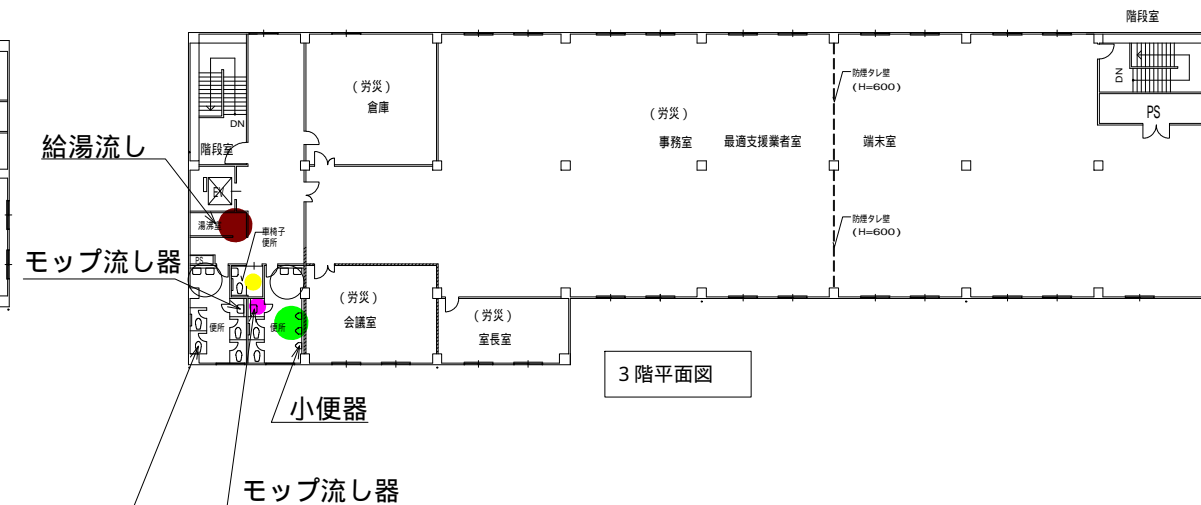 階段室
防煙タレ壁
(H=600)
DN
(労災)
倉庫
(労災)
事務室
最適支援業者室
端末室
PS
DN
階段室
給湯流し
EV
湯沸室
車椅子
便所
防煙タレ壁
(H=600)
モップ流し器
PS
(労災)
会議室
(労災)
室長室
便所
便所
3階平面図
小便器
モップ流し器